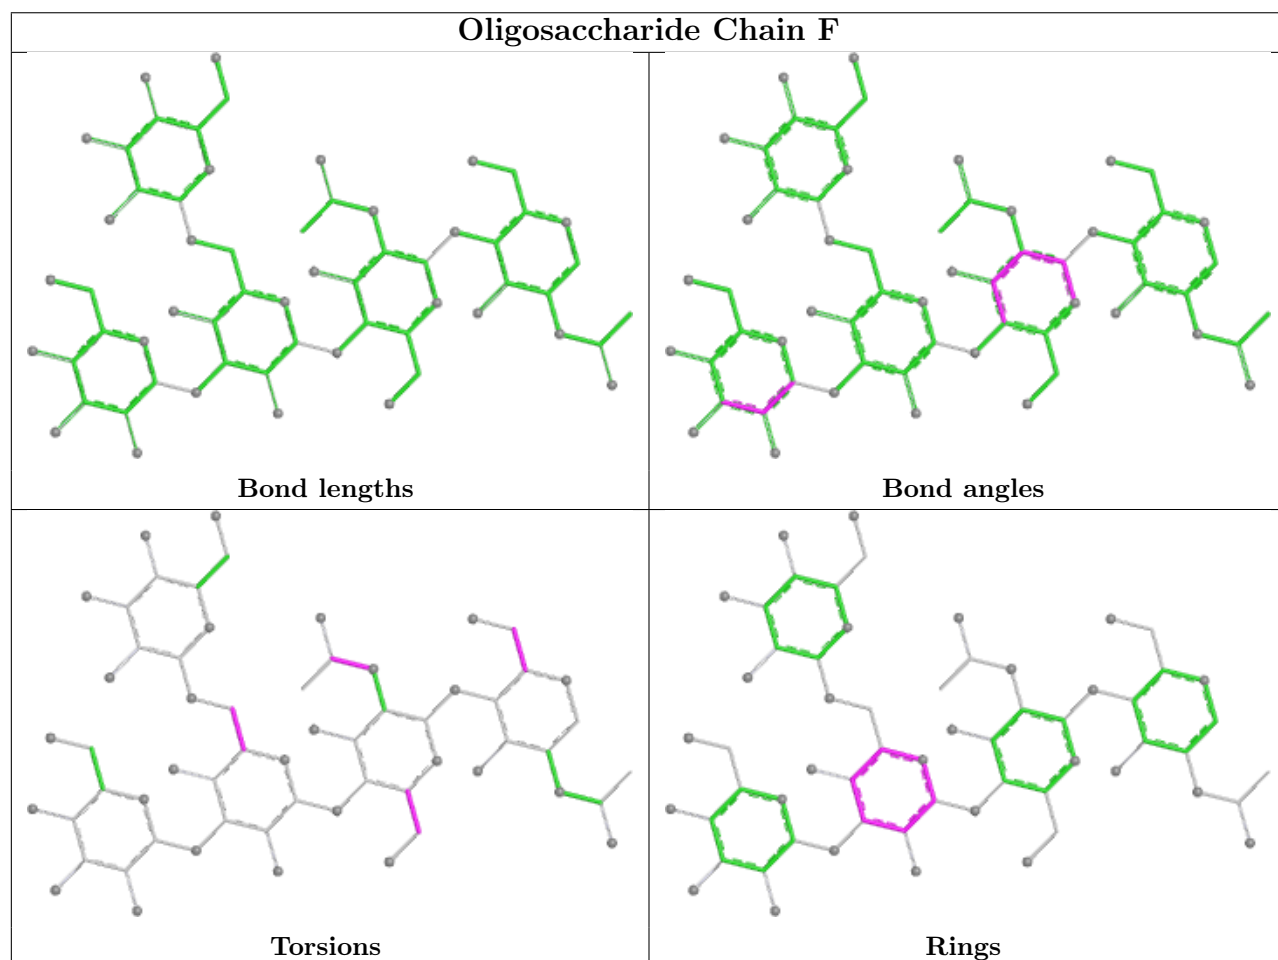 Oligosaccharide Chain F
Bond lengths
Bond angles
Torsions
Rings